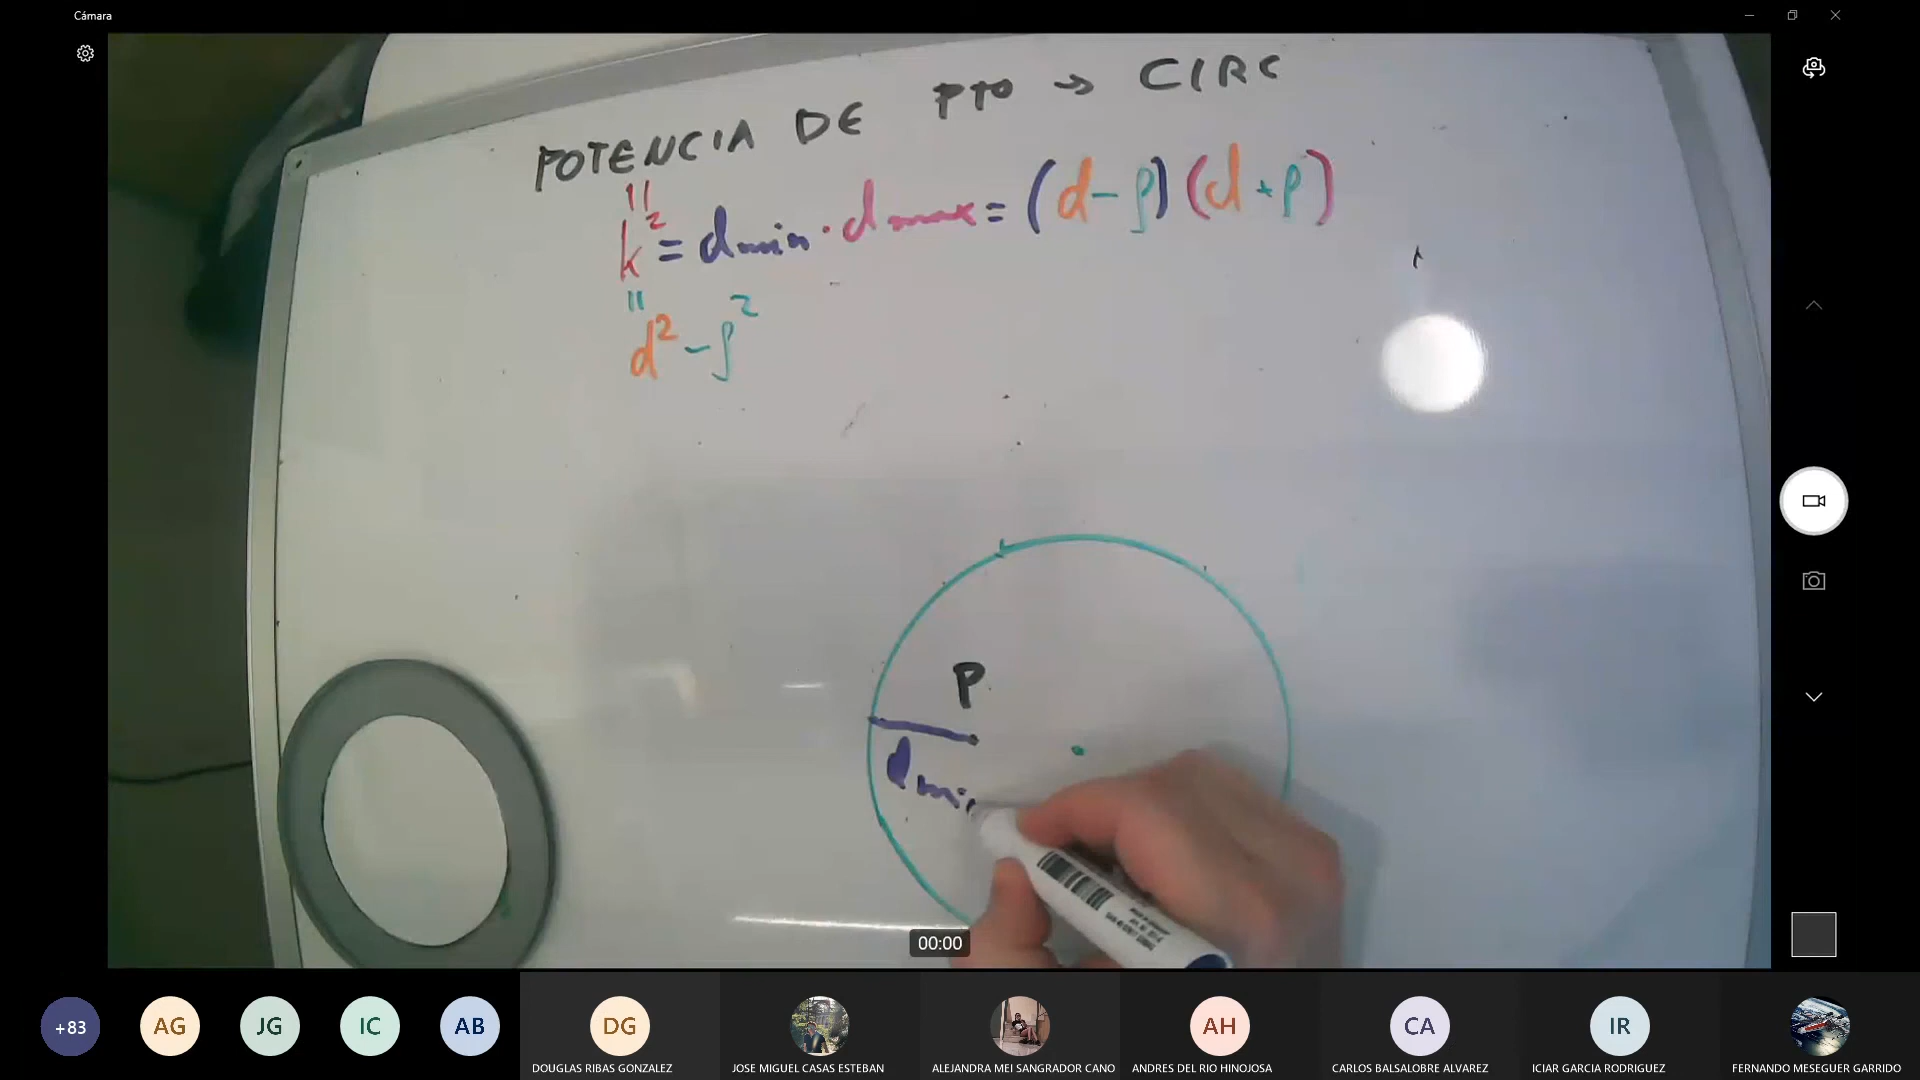 Cámara
POTENCIA DE PTO → CIRC
||
k² = dmin · dmax = (d - ρ) (d + ρ)
||
d² - ρ²
P
dmin
00:00
+83
AG
JG
IC
AB
DG
AH
CA
IR
DOUGLAS RIBAS GONZALEZ
JOSE MIGUEL CASAS ESTEBAN
ALEJANDRA MEI SANGRADOR CANO
ANDRES DEL RIO HINOJOSA
CARLOS BALSALOBRE ALVAREZ
ICIAR GARCIA RODRIGUEZ
FERNANDO MESEGUER GARRIDO